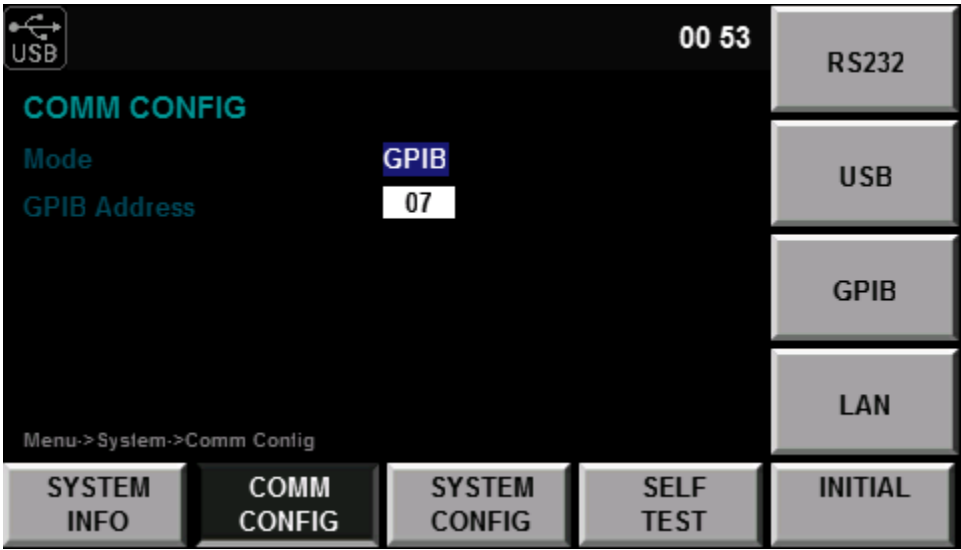 USB
00 53
COMM CONFIG
Mode GPIB
GPIB Address 07
Menu->System->Comm Config
RS232
USB
GPIB
LAN
SYSTEM INFO
COMM CONFIG
SYSTEM CONFIG
SELF TEST
INITIAL